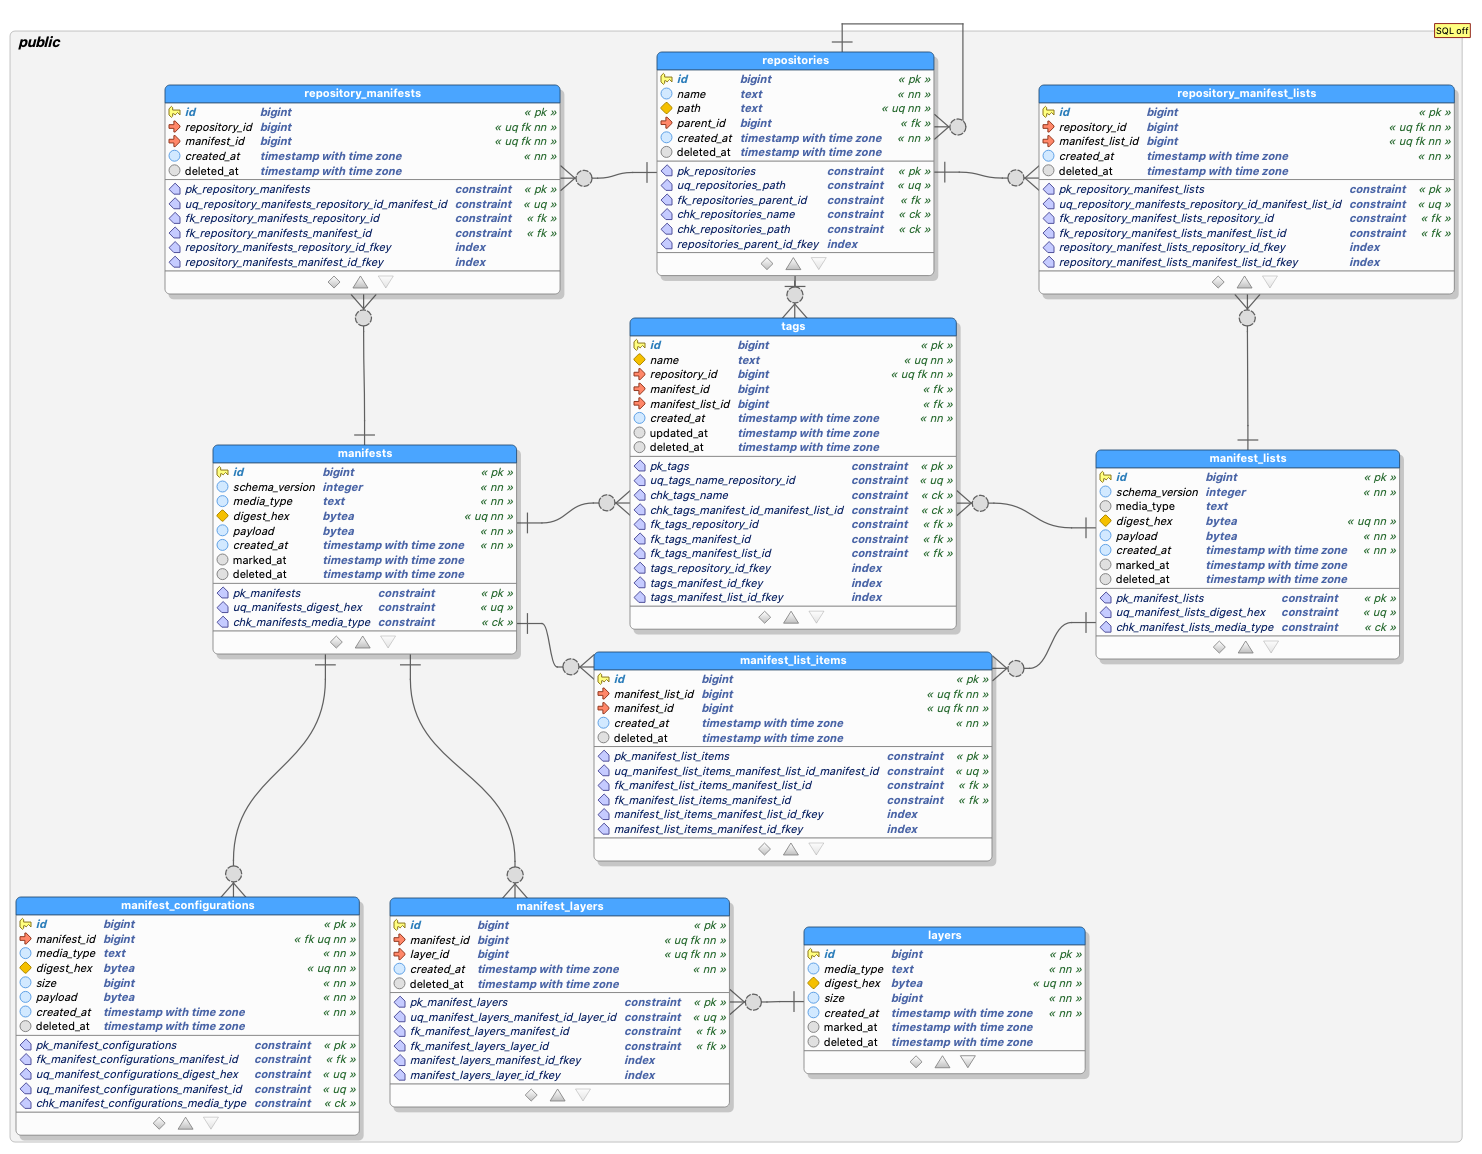 SQL off
public
repositories
id bigint « pk »
name text « nn »
path text « uq nn »
parent_id bigint « fk »
created_at timestamp with time zone « nn »
deleted_at timestamp with time zone
pk_repositories constraint « pk »
uq_repositories_path constraint « uq »
fk_repositories_parent_id constraint « fk »
chk_repositories_name constraint « ck »
chk_repositories_path constraint « ck »
repositories_parent_id_fkey index
repository_manifests
id bigint « pk »
repository_id bigint « uq fk nn »
manifest_id bigint « uq fk nn »
created_at timestamp with time zone « nn »
deleted_at timestamp with time zone
pk_repository_manifests constraint « pk »
uq_repository_manifests_repository_id_manifest_id constraint « uq »
fk_repository_manifests_repository_id constraint « fk »
fk_repository_manifests_manifest_id constraint « fk »
repository_manifests_repository_id_fkey index
repository_manifests_manifest_id_fkey index
repository_manifest_lists
id bigint « pk »
repository_id bigint « uq fk nn »
manifest_list_id bigint « uq fk nn »
created_at timestamp with time zone « nn »
deleted_at timestamp with time zone
pk_repository_manifest_lists constraint « pk »
uq_repository_manifests_repository_id_manifest_list_id constraint « uq »
fk_repository_manifest_lists_repository_id constraint « fk »
fk_repository_manifest_lists_manifest_list_id constraint « fk »
repository_manifest_lists_repository_id_fkey index
repository_manifest_lists_manifest_list_id_fkey index
tags
id bigint « pk »
name text « uq nn »
repository_id bigint « uq fk nn »
manifest_id bigint « fk »
manifest_list_id bigint « fk »
created_at timestamp with time zone « nn »
updated_at timestamp with time zone
deleted_at timestamp with time zone
pk_tags constraint « pk »
uq_tags_name_repository_id constraint « uq »
chk_tags_name constraint « ck »
chk_tags_manifest_id_manifest_list_id constraint « ck »
fk_tags_repository_id constraint « fk »
fk_tags_manifest_id constraint « fk »
fk_tags_manifest_list_id constraint « fk »
tags_repository_id_fkey index
tags_manifest_id_fkey index
tags_manifest_list_id_fkey index
manifests
id bigint « pk »
schema_version integer « nn »
media_type text « nn »
digest_hex bytea « uq nn »
payload bytea « nn »
created_at timestamp with time zone « nn »
marked_at timestamp with time zone
deleted_at timestamp with time zone
pk_manifests constraint « pk »
uq_manifests_digest_hex constraint « uq »
chk_manifests_media_type constraint « ck »
manifest_lists
id bigint « pk »
schema_version integer « nn »
media_type text
digest_hex bytea « uq nn »
payload bytea « nn »
created_at timestamp with time zone « nn »
marked_at timestamp with time zone
deleted_at timestamp with time zone
pk_manifest_lists constraint « pk »
uq_manifest_lists_digest_hex constraint « uq »
chk_manifest_lists_media_type constraint « ck »
manifest_list_items
id bigint « pk »
manifest_list_id bigint « uq fk nn »
manifest_id bigint « uq fk nn »
created_at timestamp with time zone « nn »
deleted_at timestamp with time zone
pk_manifest_list_items constraint « pk »
uq_manifest_list_items_manifest_list_id_manifest_id constraint « uq »
fk_manifest_list_items_manifest_list_id constraint « fk »
fk_manifest_list_items_manifest_id constraint « fk »
manifest_list_items_manifest_list_id_fkey index
manifest_list_items_manifest_id_fkey index
manifest_configurations
id bigint « pk »
manifest_id bigint « fk uq nn »
media_type text « nn »
digest_hex bytea « uq nn »
size bigint « nn »
payload bytea « nn »
created_at timestamp with time zone « nn »
deleted_at timestamp with time zone
pk_manifest_configurations constraint « pk »
fk_manifest_configurations_manifest_id constraint « fk »
uq_manifest_configurations_digest_hex constraint « uq »
uq_manifest_configurations_manifest_id constraint « uq »
chk_manifest_configurations_media_type constraint « ck »
manifest_layers
id bigint « pk »
manifest_id bigint « uq fk nn »
layer_id bigint « uq fk nn »
created_at timestamp with time zone « nn »
deleted_at timestamp with time zone
pk_manifest_layers constraint « pk »
uq_manifest_layers_manifest_id_layer_id constraint « uq »
fk_manifest_layers_manifest_id constraint « fk »
fk_manifest_layers_layer_id constraint « fk »
manifest_layers_manifest_id_fkey index
manifest_layers_layer_id_fkey index
layers
id bigint « pk »
media_type text « nn »
digest_hex bytea « uq nn »
size bigint « nn »
created_at timestamp with time zone « nn »
marked_at timestamp with time zone
deleted_at timestamp with time zone